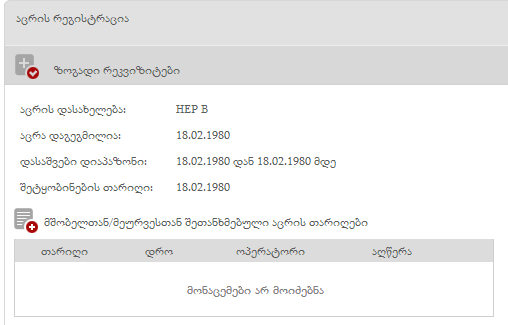 აცრის რეგისტრაცია
ზოგადი რეკვიზიტები
აცრის დასახელება: HEP B
აცრა დაგეგმილია: 18.02.1980
დასაშვები დიაპაზონი: 18.02.1980 დან 18.02.1980 მდე
შეტყობინების თარიღი: 18.02.1980
მშობელთან/მეურვესთან შეთანხმებული აცრის თარიღები
თარიღი დრო ოპერატორი აღწერა
მონაცემები არ მოიძებნა